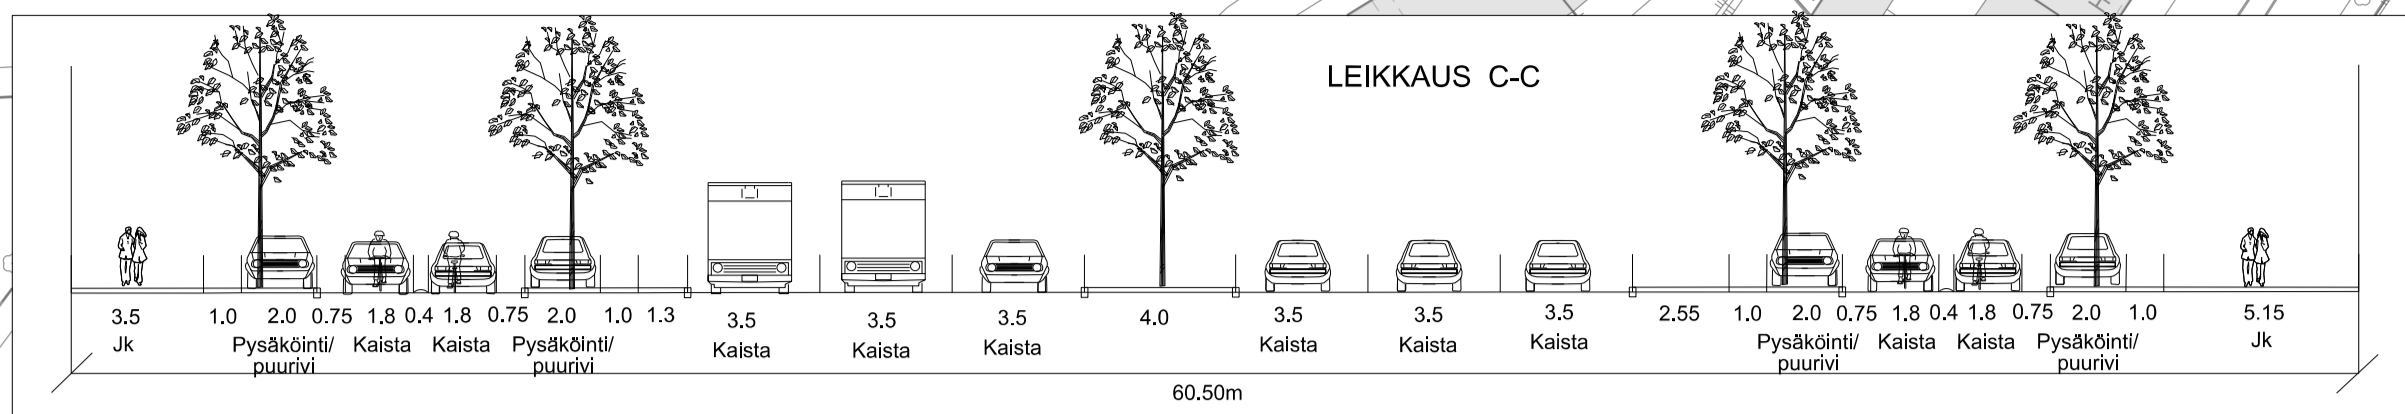 LEIKKAUS C-C
3.5 1.0 2.0 0.75 1.8 0.4 1.8 0.75 2.0 1.0 1.3 3.5 3.5 3.5 4.0 3.5 3.5 3.5 2.55 1.0 2.0 0.75 1.8 0.4 1.8 0.75 2.0 1.0 5.15
Jk Pysäköinti/ Kaista Kaista Pysäköinti/ Kaista Kaista Kaista Kaista Kaista Kaista Pysäköinti/ Kaista Kaista Pysäköinti/ Jk
puurivi puurivi puurivi puurivi
60.50m